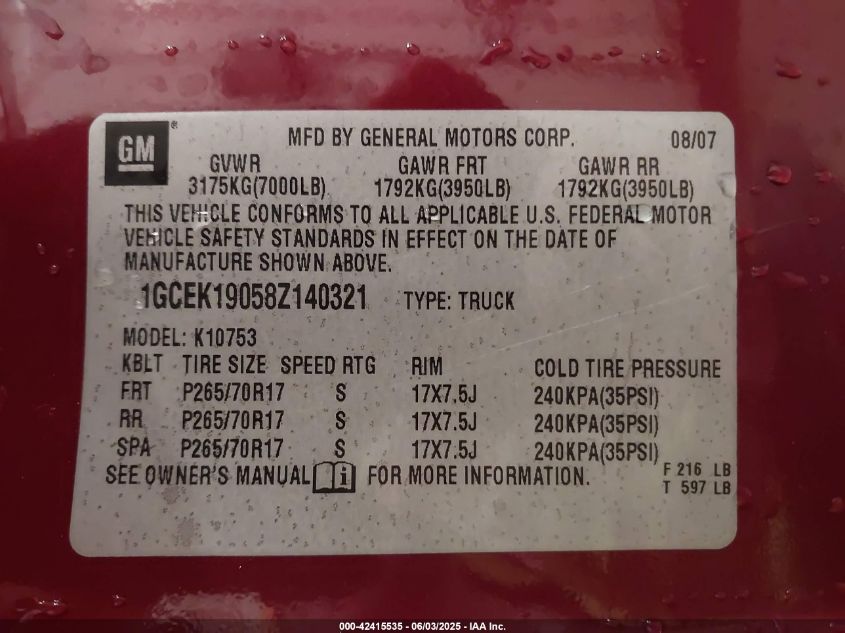 GM ®
MFD BY GENERAL MOTORS CORP. 08/07
GVWR GAWR FRT GAWR RR
3175KG(7000LB) 1792KG(3950LB) 1792KG(3950LB)
THIS VEHICLE CONFORMS TO ALL APPLICABLE U.S. FEDERAL MOTOR
VEHICLE SAFETY STANDARDS IN EFFECT ON THE DATE OF
MANUFACTURE SHOWN ABOVE.
1GCEK19058Z140321 TYPE: TRUCK
MODEL: K10753
KBLT TIRE SIZE SPEED RTG RIM COLD TIRE PRESSURE
FRT P265/70R17 S 17X7.5J 240KPA(35PSI)
RR P265/70R17 S 17X7.5J 240KPA(35PSI)
SPA P265/70R17 S 17X7.5J 240KPA(35PSI)
SEE OWNER'S MANUAL i FOR MORE INFORMATION. F 216 LB
T 597 LB
000-42415535 - 06/03/2025 - IAA Inc.